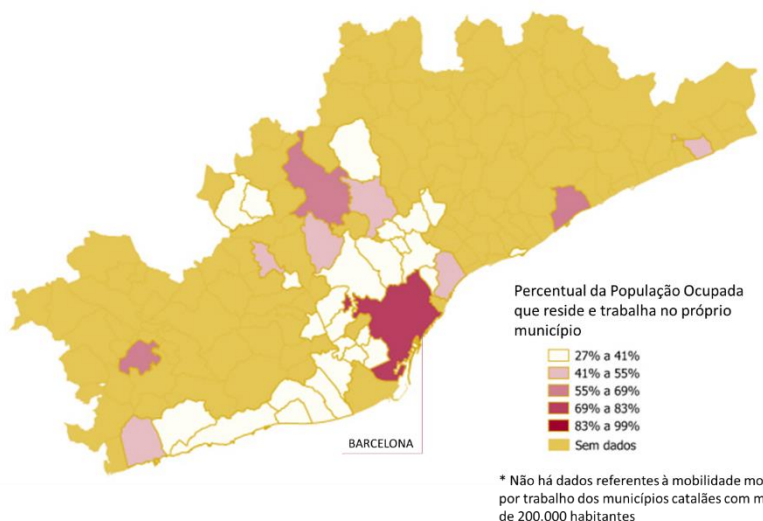 Percentual da População Ocupada
que reside e trabalha no próprio
município
27% a 41%
41% a 55%
55% a 69%
69% a 83%
83% a 99%
Sem dados
BARCELONA
* Não há dados referentes à mobilidade mo
por trabalho dos municípios catalães com m
de 200.000 habitantes